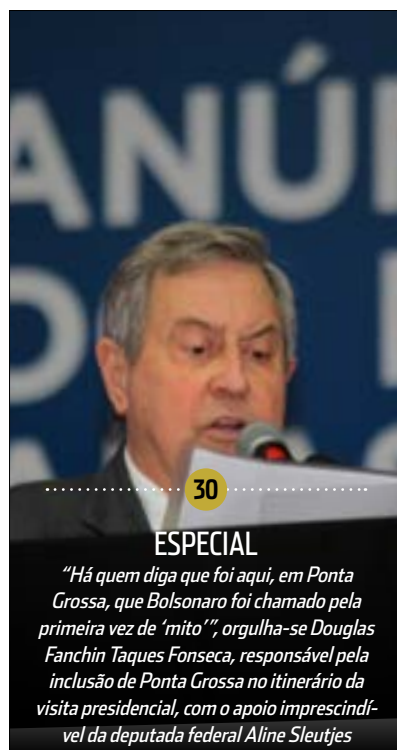 ANÚ
30
ESPECIAL
“Há quem diga que foi aqui, em Ponta
Grossa, que Bolsonaro foi chamado pela
primeira vez de ‘mito’”, orgulha-se Douglas
Fanchin Taques Fonseca, responsável pela
inclusão de Ponta Grossa no itinerário da
visita presidencial, com o apoio imprescindí-
vel da deputada federal Aline Sleutjes